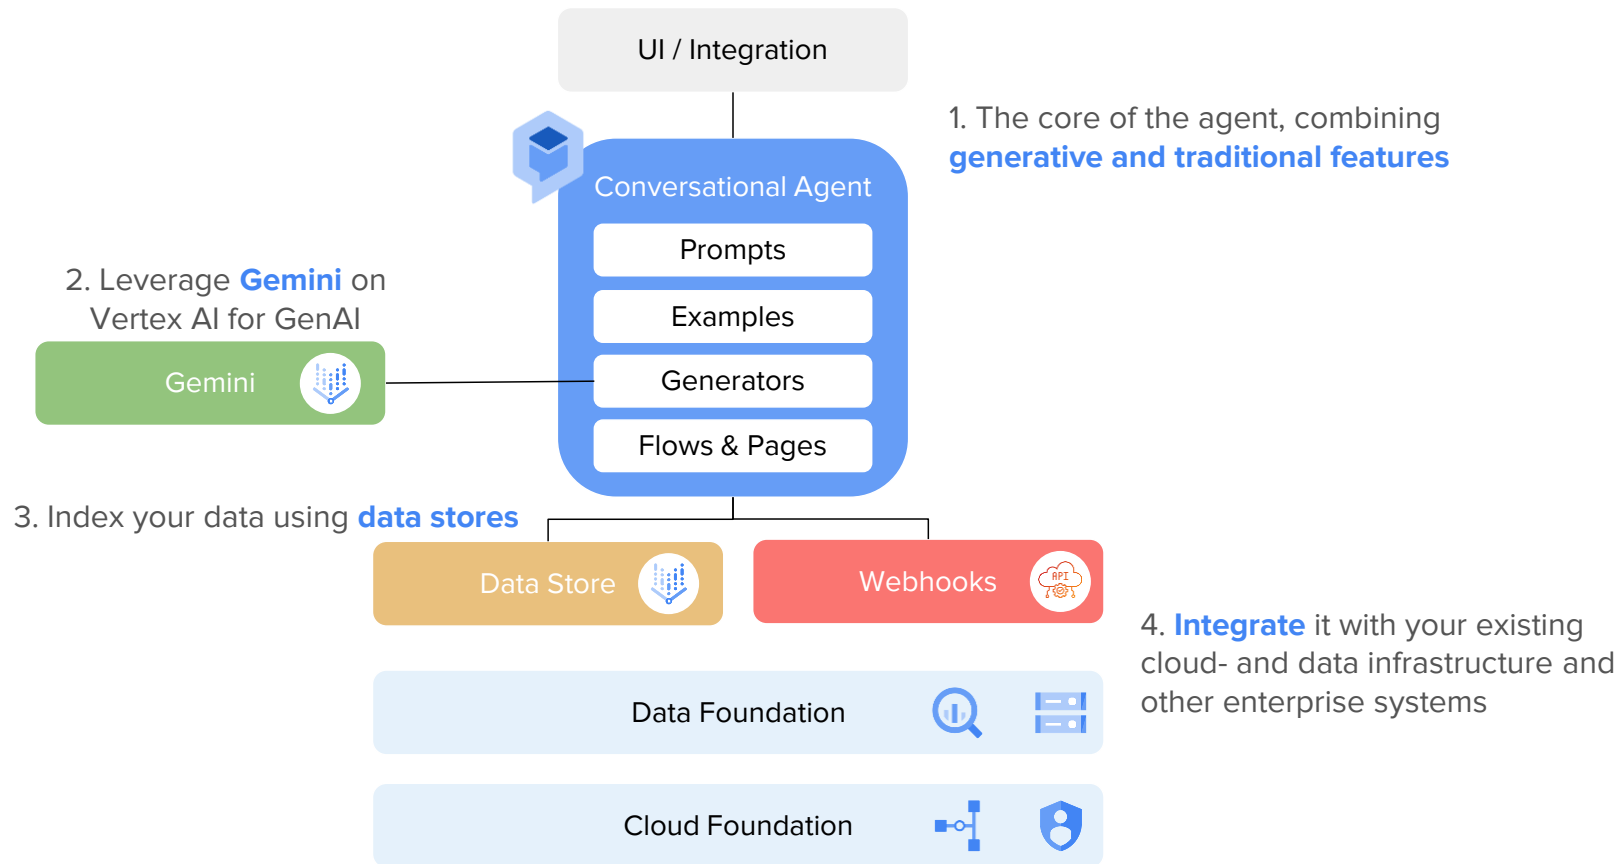 UI / Integration
1. The core of the agent, combining
generative and traditional features
Conversational Agent
Prompts
Examples
Generators
Flows & Pages
2. Leverage Gemini on
Vertex AI for GenAI
Gemini
3. Index your data using data stores
Data Store
Webhooks
API
4. Integrate it with your existing
cloud- and data infrastructure and
other enterprise systems
Data Foundation
Cloud Foundation